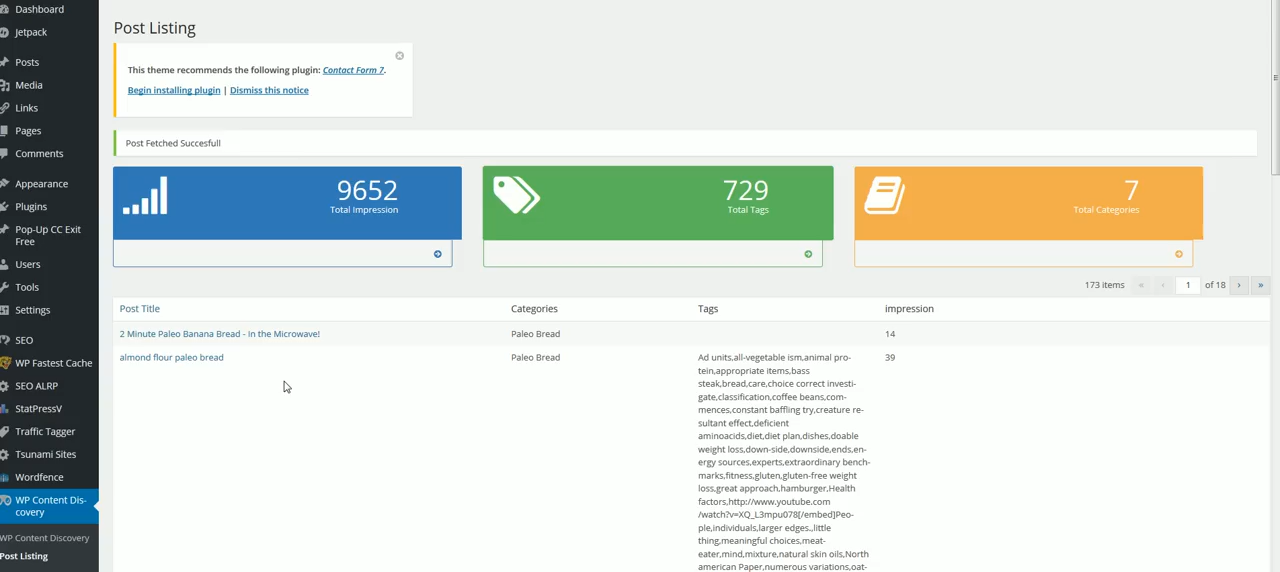 Dashboard
Jetpack
Posts
Media
Links
Pages
Comments
Appearance
Plugins
Pop-Up CC Exit
Free
Users
Tools
Settings
SEO
WP Fastest Cache
SEO ALRP
StatPressV
Traffic Tagger
Tsunami Sites
Wordfence
WP Content Dis-
covery
WP Content Discovery
Post Listing
Post Listing
This theme recommends the following plugin: Contact Form 7.
Begin installing plugin | Dismiss this notice
Post Fetched Succesfull
9652
Total Impression
729
Total Tags
7
Total Categories
173 items « ‹ 1 of 18 › »
Post Title Categories Tags impression
2 Minute Paleo Banana Bread - In the Microwave! Paleo Bread 14
almond flour paleo bread Paleo Bread 39
Ad units,all-vegetable ism,animal pro-
tein,appropriate items,bass
steak,bread,care,choice correct investi-
gate,classification,coffee beans,com-
mences,constant baffling try,creature re-
sultant effect,deficient
aminoacids,diet,diet plan,dishes,doable
weight loss,down-side,downside,ends,en-
ergy sources,experts,extraordinary bench-
marks,fitness,gluten,gluten-free weight
loss,great approach,hamburger,Health
factors,http://www.youtube.com
/watch?v=XQ_L3mpu078[/embed]Peo-
ple,individuals,larger edges.,little
thing,meaningful choices,meat-
eater,mind,mixture,natural skin oils,North
american Paper,numerous variations,oat-